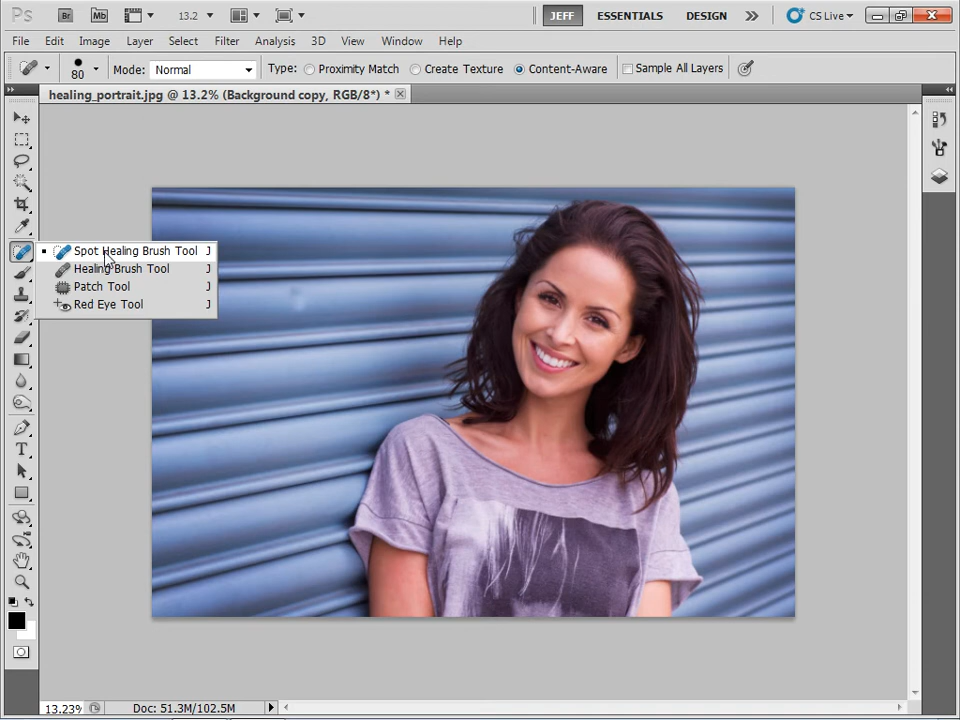 Ps Br Mb 13.2 JEFF ESSENTIALS DESIGN CS Live
File Edit Image Layer Select Filter Analysis 3D View Window Help
80 Mode: Normal Type: Proximity Match Create Texture Content-Aware Sample All Layers
healing_portrait.jpg @ 13.2% (Background copy, RGB/8*) *
Spot Healing Brush Tool J
Healing Brush Tool J
Patch Tool J
Red Eye Tool J
T
13.23% Doc: 51.3M/102.5M